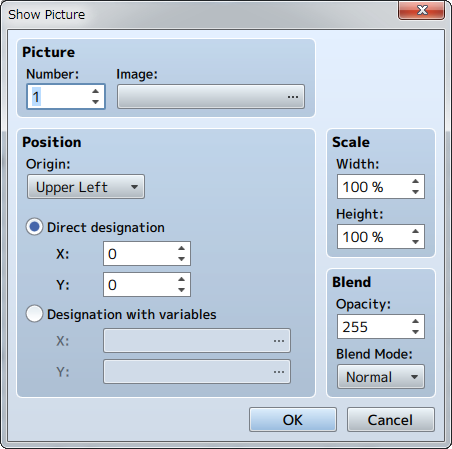 Show Picture
Picture
Number: Image:
1 ...
Position
Origin:
Upper Left
Direct designation
X: 0
Y: 0
Designation with variables
X: ...
Y: ...
Scale
Width:
100 %
Height:
100 %
Blend
Opacity:
255
Blend Mode:
Normal
OK Cancel